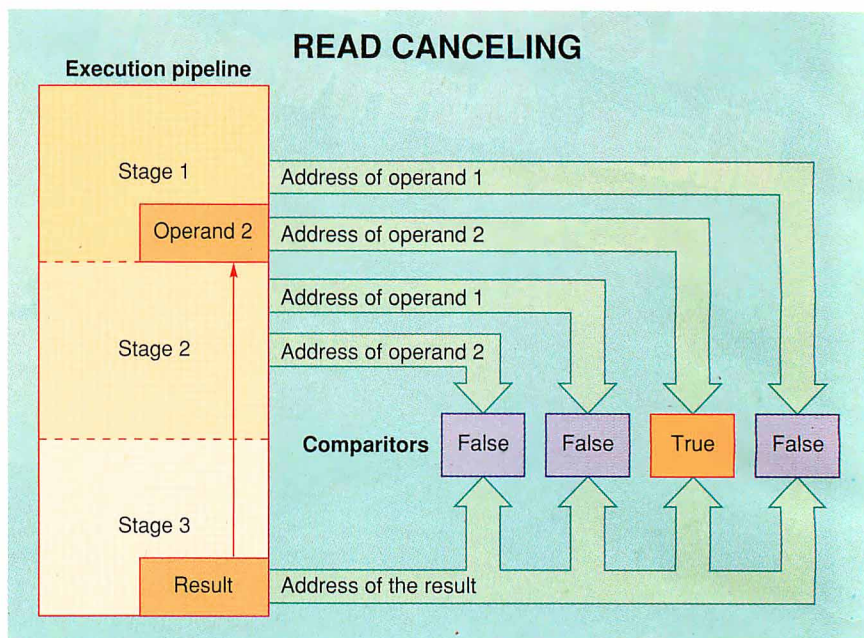 READ CANCELING
Execution pipeline
Stage 1
Address of operand 1
Operand 2
Address of operand 2
Address of operand 1
Stage 2
Address of operand 2
Comparitors
False
False
True
False
Stage 3
Result
Address of the result